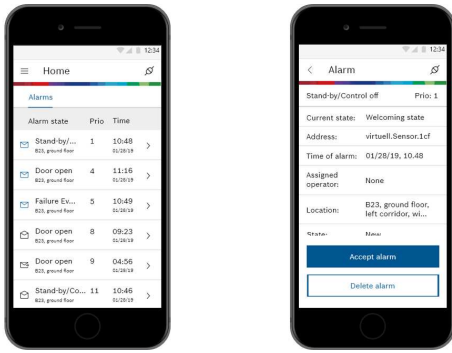 12:34
Home
Alarms
Alarm state Prio Time
Stand-by/... 1 10:48
B23, ground floor 01/28/19
Door open 4 11:16
B23, ground floor 01/28/19
Failure Ev... 5 10:49
B23, ground floor 01/28/19
Door open 8 09:23
B23, ground floor 01/28/19
Door open 9 04:56
B23, ground floor 01/28/19
Stand-by/Co... 11 10:46
B23, ground floor 01/28/19
12:34
Alarm
Stand-by/Control off Prio: 1
Current state: Welcoming state
Address: virtuell.Sensor.1cf
Time of alarm: 01/28/19, 10.48
Assigned
operator: None
Location: B23, ground floor,
left corridor, wi...
State: New
Accept alarm
Delete alarm